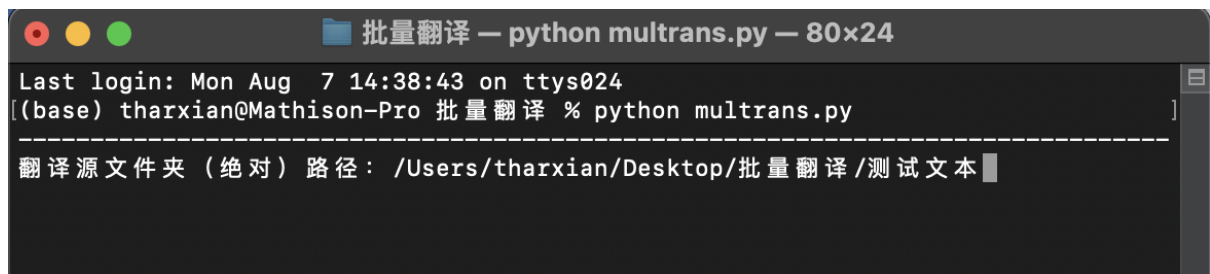 批量翻译 — python multrans.py — 80×24
Last login: Mon Aug  7 14:38:43 on ttys024
[(base) tharxian@Mathison-Pro 批量翻译 % python multrans.py ]
--------------------------------------------------------------------------------
翻译源文件夹（绝对）路径：/Users/tharxian/Desktop/批量翻译/测试文本